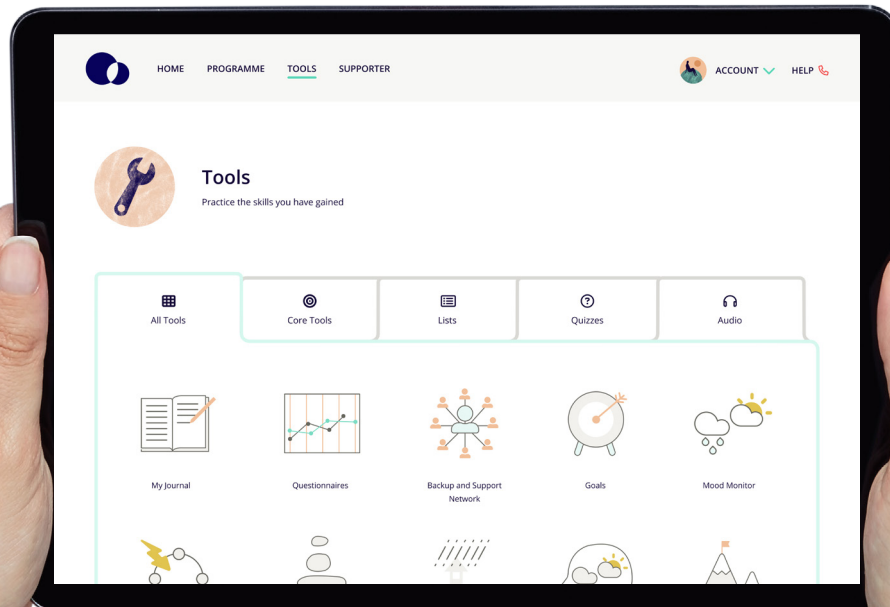 HOME PROGRAMME TOOLS SUPPORTER ACCOUNT HELP
Tools
Practice the skills you have gained
All Tools Core Tools Lists Quizzes Audio
My Journal Questionnaires Backup and Support Goals Mood Monitor
Network